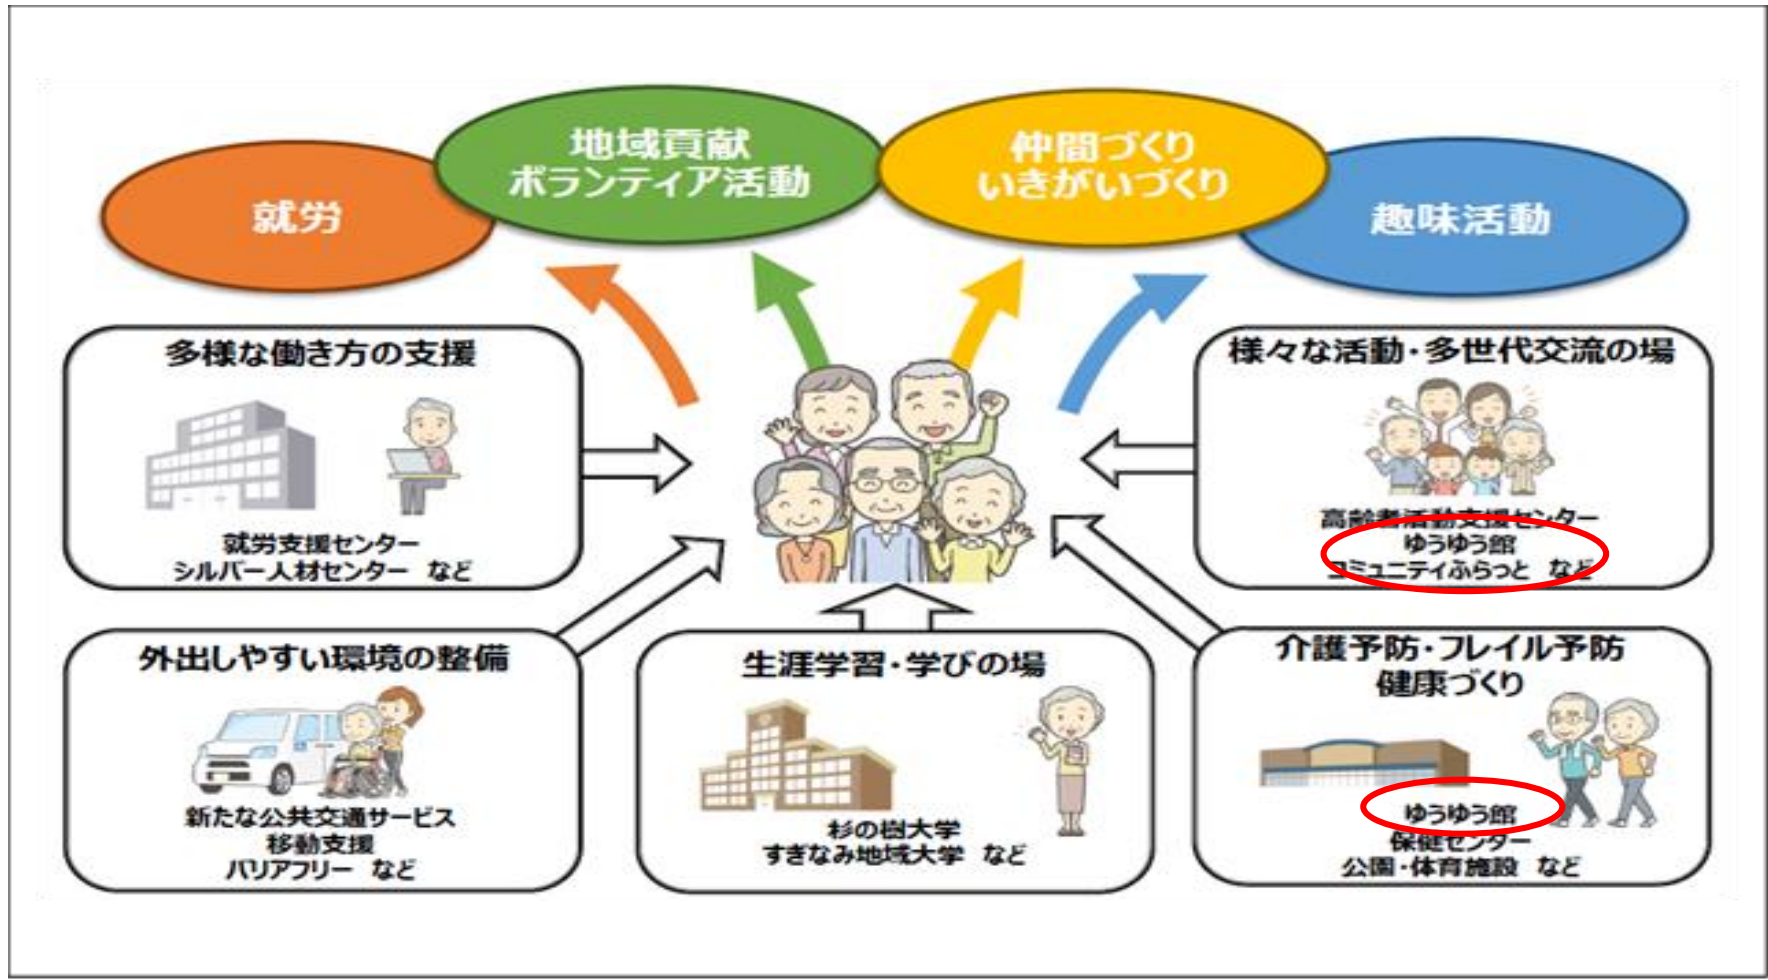 就労
地域貢献
ボランティア活動
仲間づくり
いきがいづくり
趣味活動
多様な働き方の支援
就労支援センター
シルバー人材センター など
様々な活動・多世代交流の場
高齢者活動支援センター
ゆうゆう館
コミュニティふらっと など
外出しやすい環境の整備
新たな公共交通サービス
移動支援
バリアフリー など
生涯学習・学びの場
杉の樹大学
すぎなみ地域大学 など
介護予防・フレイル予防
健康づくり
ゆうゆう館
保健センター
公園・体育施設 など